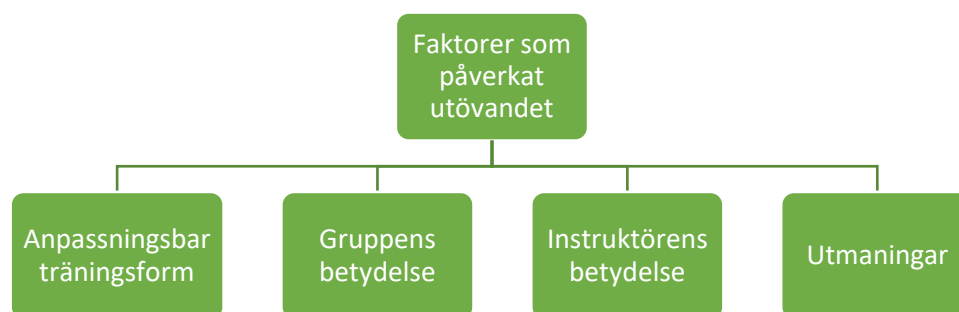 Faktorer som
påverkat
utövandet
Anpassningsbar
träningsform
Gruppens
betydelse
Instruktörens
betydelse
Utmaningar